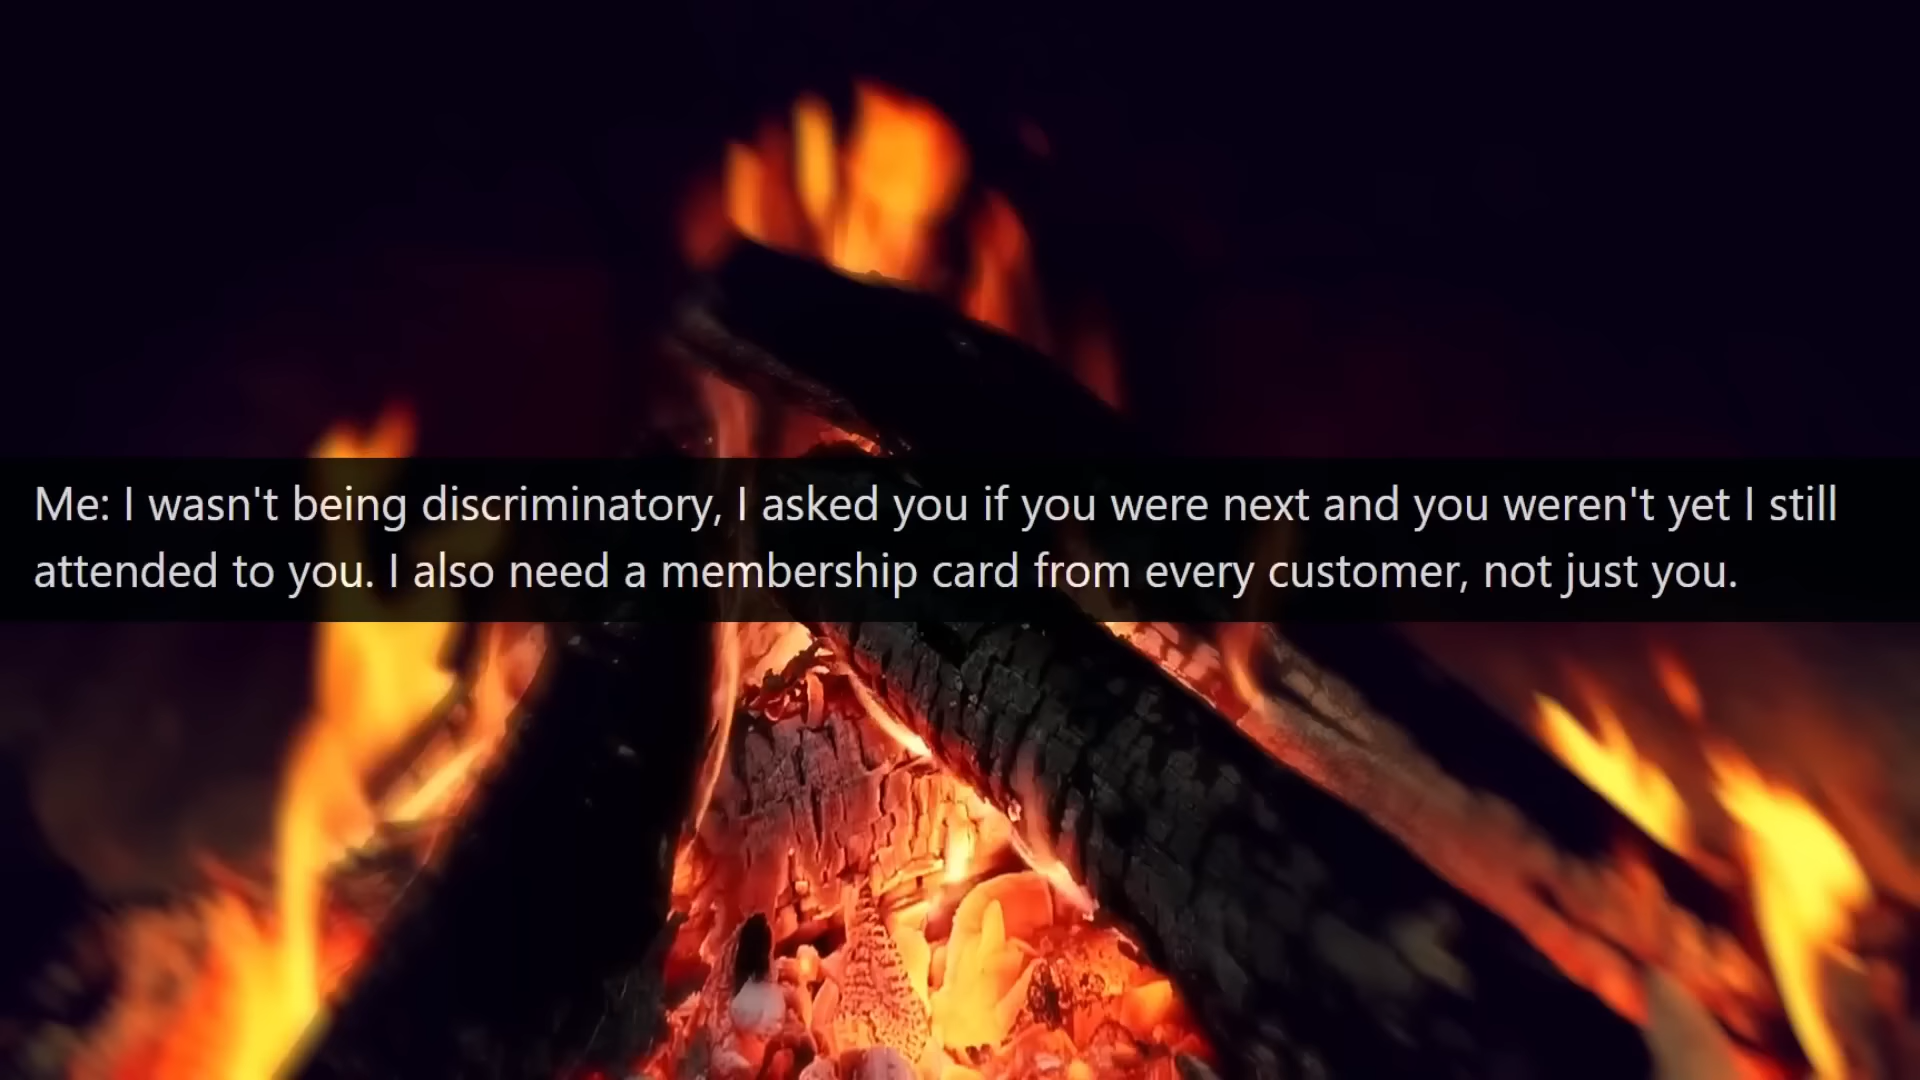 Me: I wasn't being discriminatory, I asked you if you were next and you weren't yet I still
attended to you. I also need a membership card from every customer, not just you.